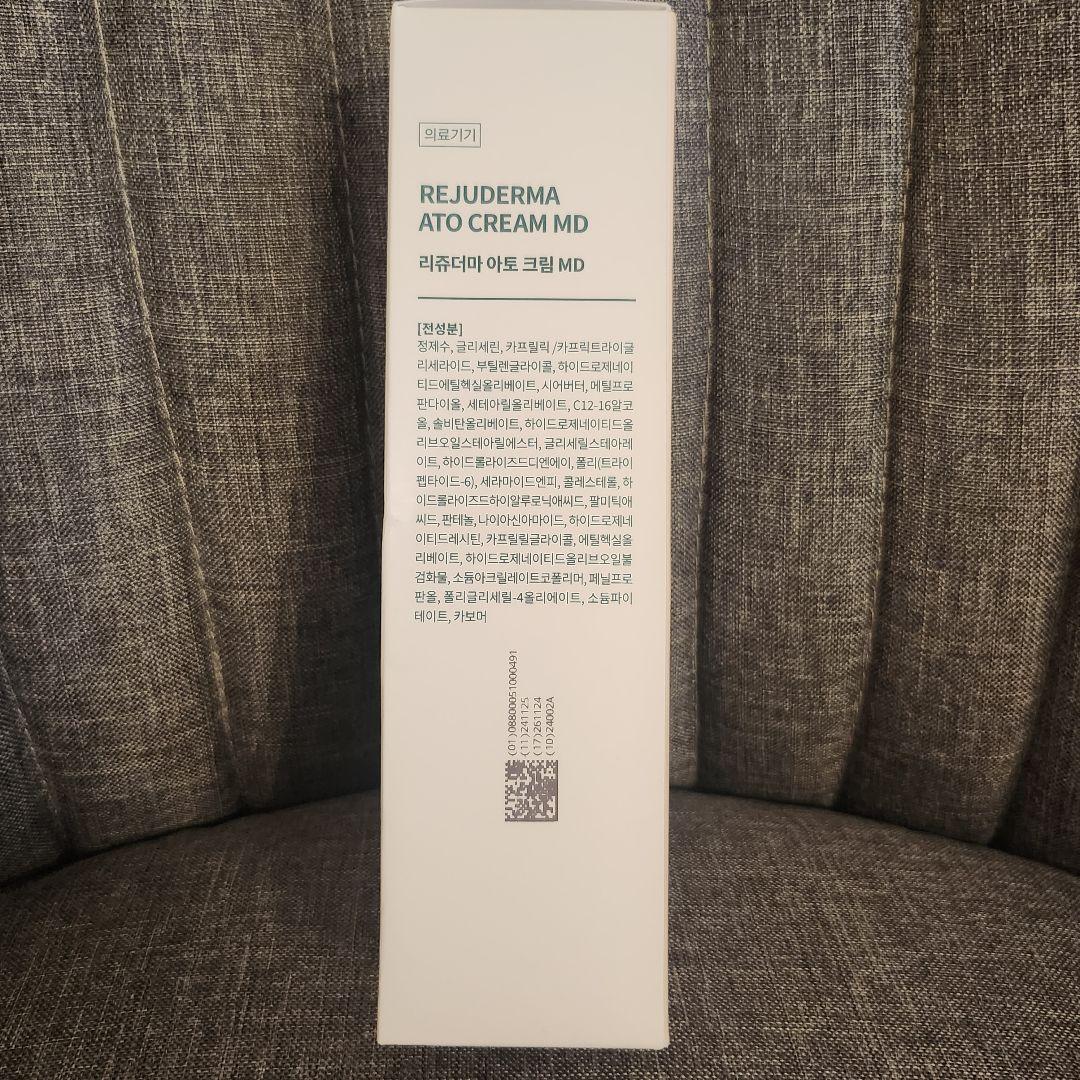 의료기기
REJUDERMA
ATO CREAM MD
리쥬더마 아토 크림 MD
[전성분]
정제수, 글리세린, 카프릴릭 /카프릭트라이글
리세라이드, 부틸렌글라이콜, 하이드로제네이
티드에틸헥실올리베이트, 시어버터, 메틸프로
판다이올, 세테아릴올리베이트, C12-16알코
올, 솔비탄올리베이트, 하이드로제네이티드올
리브오일스테아릴에스터, 글리세릴스테아레
이트, 하이드롤라이즈드디엔에이, 폴리(트라이
펩타이드-6), 세라마이드엔피, 콜레스테롤, 하
이드롤라이즈드하이알루로닉애씨드, 팔미틱애
씨드, 판테놀, 나이아신아마이드, 하이드로제네
이티드레시틴, 카프릴릴글라이콜, 에틸헥실올
리베이트, 하이드로제네이티드올리브오일불
검화물, 소듐아크릴레이트코폴리머, 페닐프로
판올, 폴리글리세릴-4올리에이트, 소듐파이
테이트, 카보머
(01)08800051000491
(11)241125
(17)261124
(10)24002A